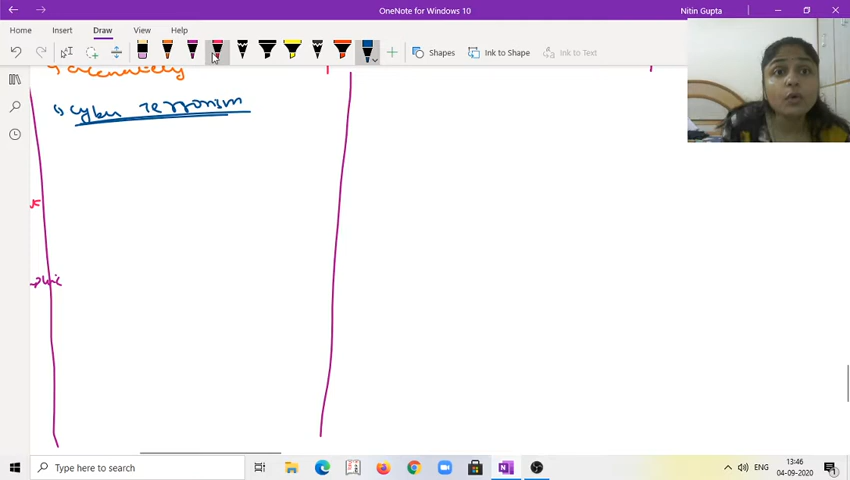 OneNote for Windows 10
Nitin Gupta
Home Insert Draw View Help
Shapes Ink to Shape Ink to Text
Cyber Terrorism
Type here to search
ENG
13:46
04-09-2020